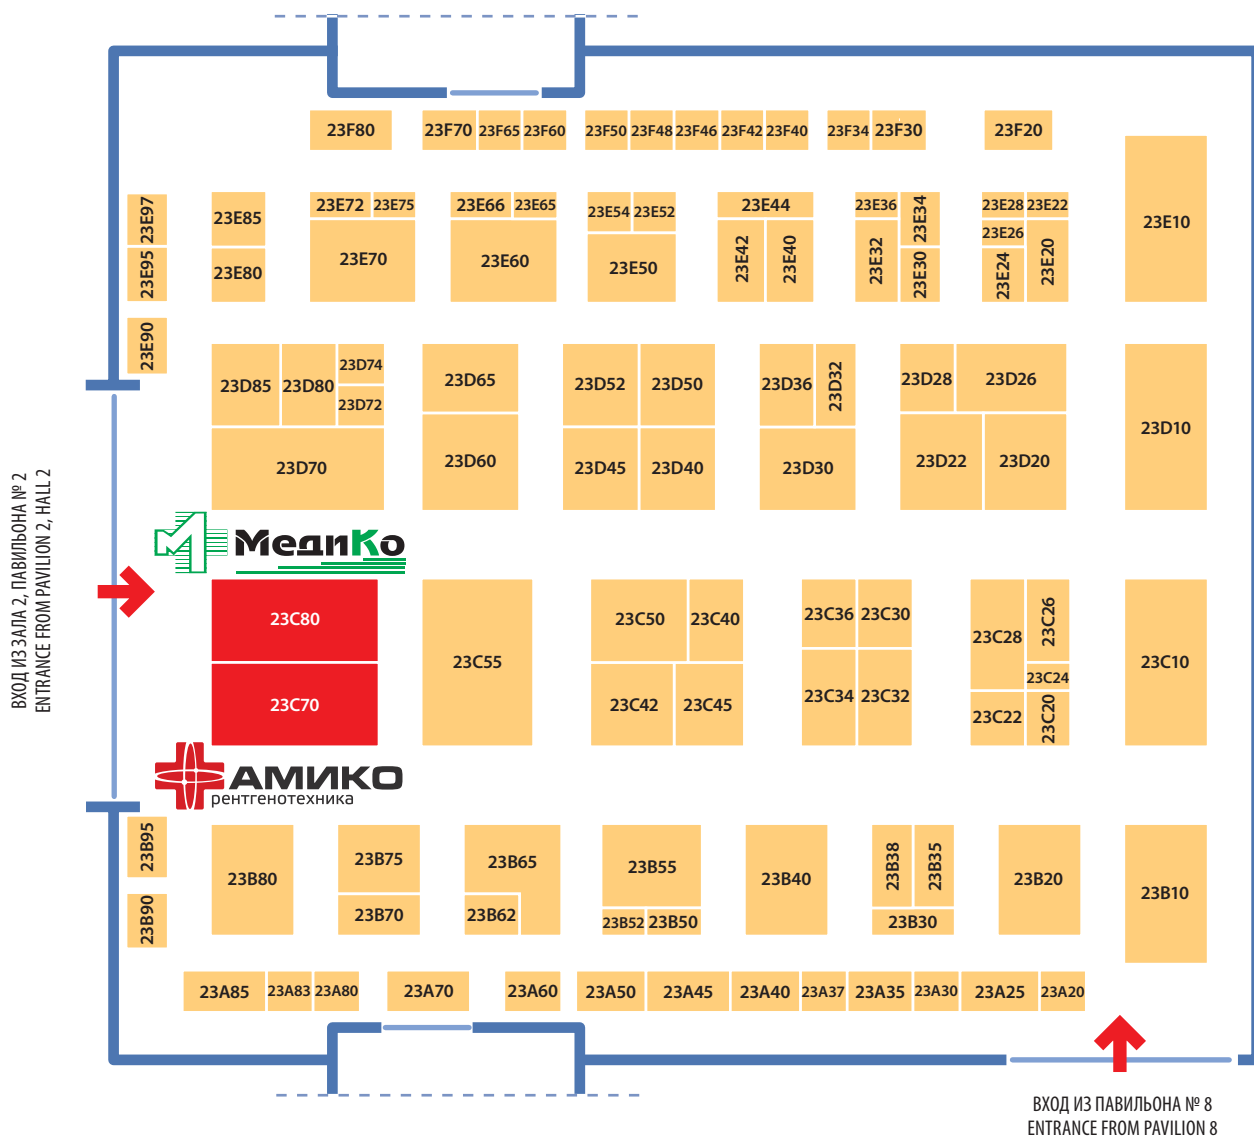 23F80
23F70
23F65
23F60
23F50
23F48
23F46
23F42
23F40
23F34
23F30
23F20
23E97
23E95
23E90
23E85
23E80
23E72
23E75
23E70
23E66
23E65
23E60
23E54
23E52
23E50
23E44
23E42
23E40
23E36
23E34
23E32
23E30
23E28
23E22
23E26
23E24
23E20
23E10
23D85
23D80
23D74
23D72
23D70
23D65
23D60
23D52
23D50
23D45
23D40
23D36
23D32
23D30
23D28
23D26
23D22
23D20
23D10
ВХОД ИЗ ЗАЛА 2, ПАВИЛЬОНА № 2
ENTRANCE FROM PAVILION 2, HALL 2
МедиКо
23C80
23C70
23C55
23C50
23C40
23C42
23C45
23C36
23C30
23C34
23C32
23C28
23C26
23C24
23C22
23C20
23C10
АМИКО
рентгенотехника
23B95
23B90
23B80
23B75
23B70
23B65
23B62
23B55
23B52
23B50
23B40
23B38
23B35
23B30
23B20
23B10
23A85
23A83
23A80
23A70
23A60
23A50
23A45
23A40
23A37
23A35
23A30
23A25
23A20
ВХОД ИЗ ПАВИЛЬОНА № 8
ENTRANCE FROM PAVILION 8